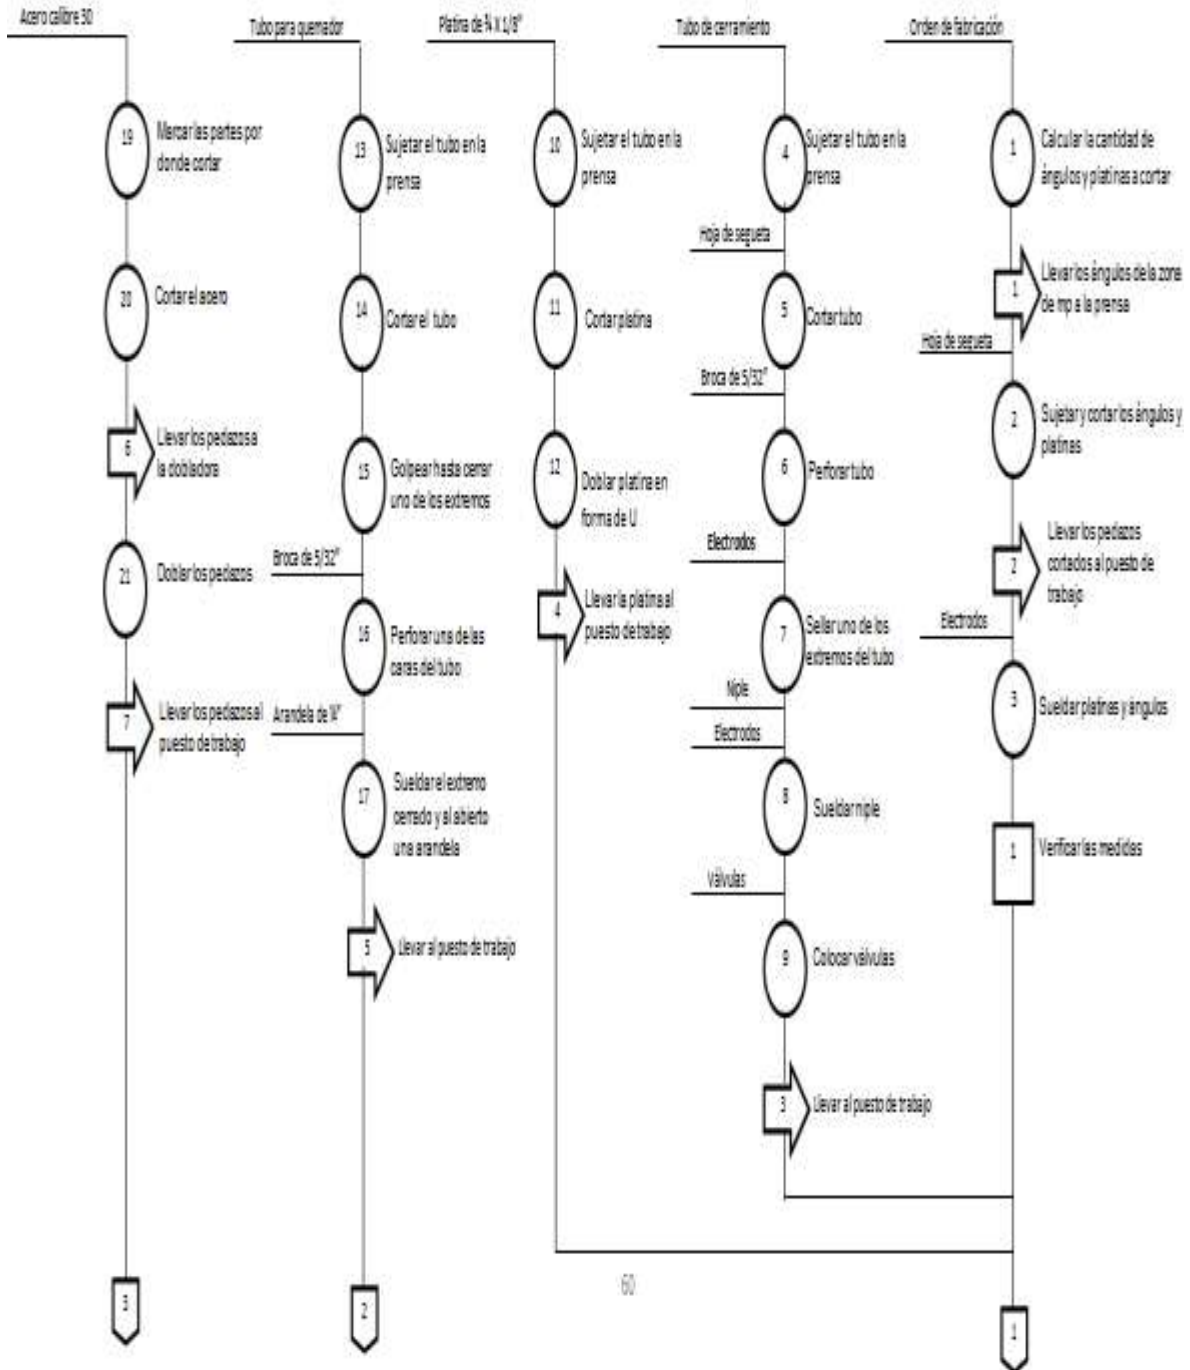 Acero calibre 30
19
Marcar las partes por
donde cortar
20
Cortar el acero
6
Llevar los pedazos a
la dobladora
21
Doblar los pedazos
7
Llevar los pedazos al
puesto de trabajo
3
Tubo para quemador
13
Sujetar el tubo en la
prensa
14
Cortar el tubo
15
Golpear hasta cerrar
uno de los extremos
Broca de 5/32"
16
Perforar una de las
caras del tubo
Arandela de ¼"
17
Sueldar el extremo
cerrado y al abierto
una arandela
5
Llevar al puesto de trabajo
2
Platina de ¾ X 1/8"
10
Sujetar el tubo en la
prensa
11
Cortar platina
12
Doblar platina en
forma de U
4
Llevar la platina al
puesto de trabajo
Tubo de cerramiento
4
Sujetar el tubo en la
prensa
Hoja de segueta
5
Cortar tubo
Broca de 5/32"
6
Perforar tubo
Electrodos
7
Sellar uno de los
extremos del tubo
Niple
Electrodos
8
Sueldar niple
Válvulas
9
Colocar válvulas
3
Llevar al puesto de trabajo
Orden de fabricación
1
Calcular la cantidad de
ángulos y platinas a cortar
1
Llevar los ángulos de la zona
de mp a la prensa
Hoja de segueta
2
Sujetar y cortar los ángulos y
platinas
2
Llevar los pedazos
cortados al puesto de
trabajo
Electrodos
3
Sueldar platinas y ángulos
1
Verificar las medidas
1
60